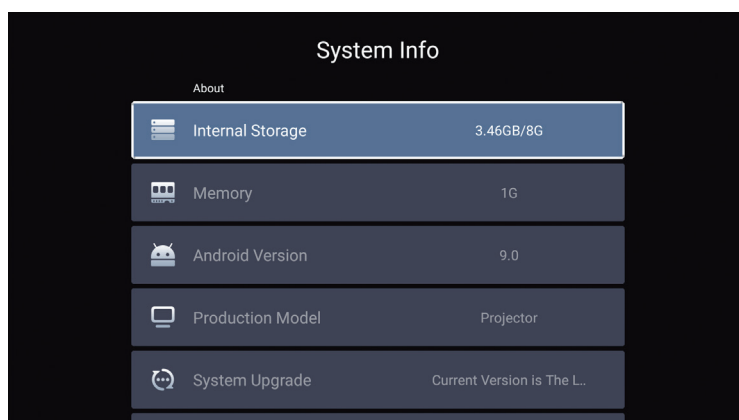 System Info
About
Internal Storage 3.46GB/8G
Memory 1G
Android Version 9.0
Production Model Projector
System Upgrade Current Version is The L..